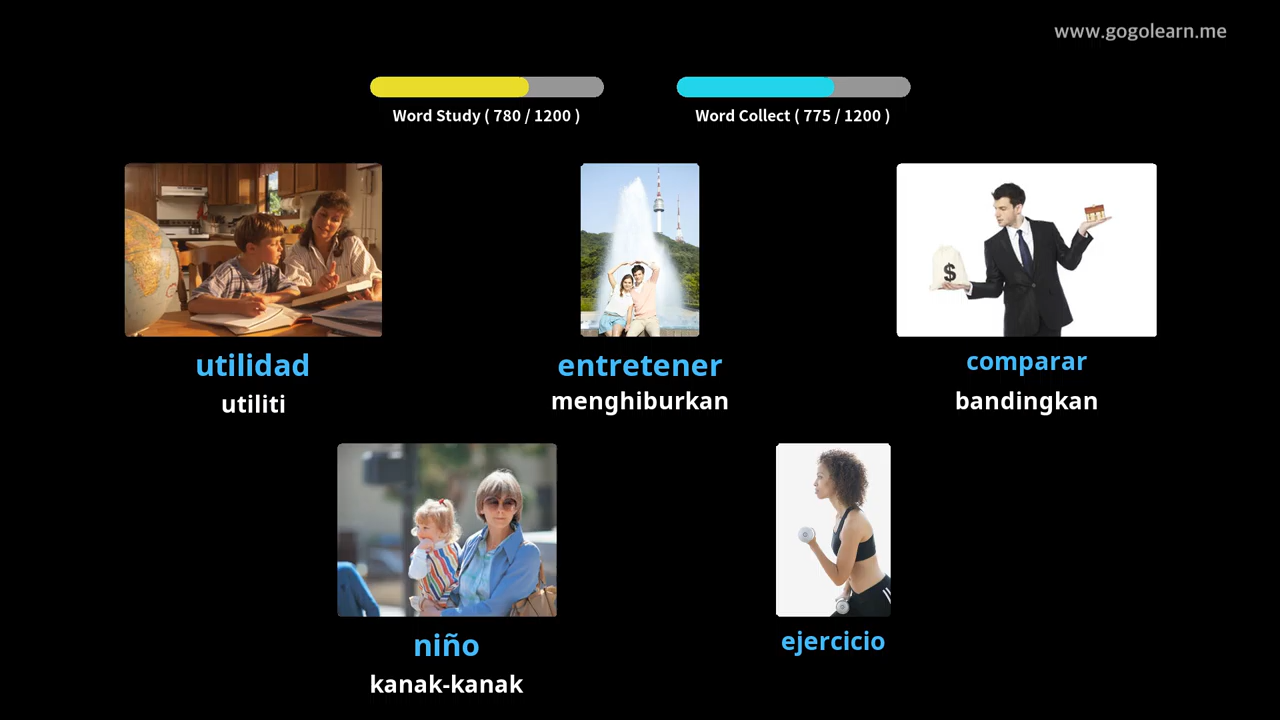 www.gogolearn.me
Word Study ( 780 / 1200 )
Word Collect ( 775 / 1200 )
utilidad
utiliti
entretener
menghiburkan
comparar
bandingkan
niño
kanak-kanak
ejercicio